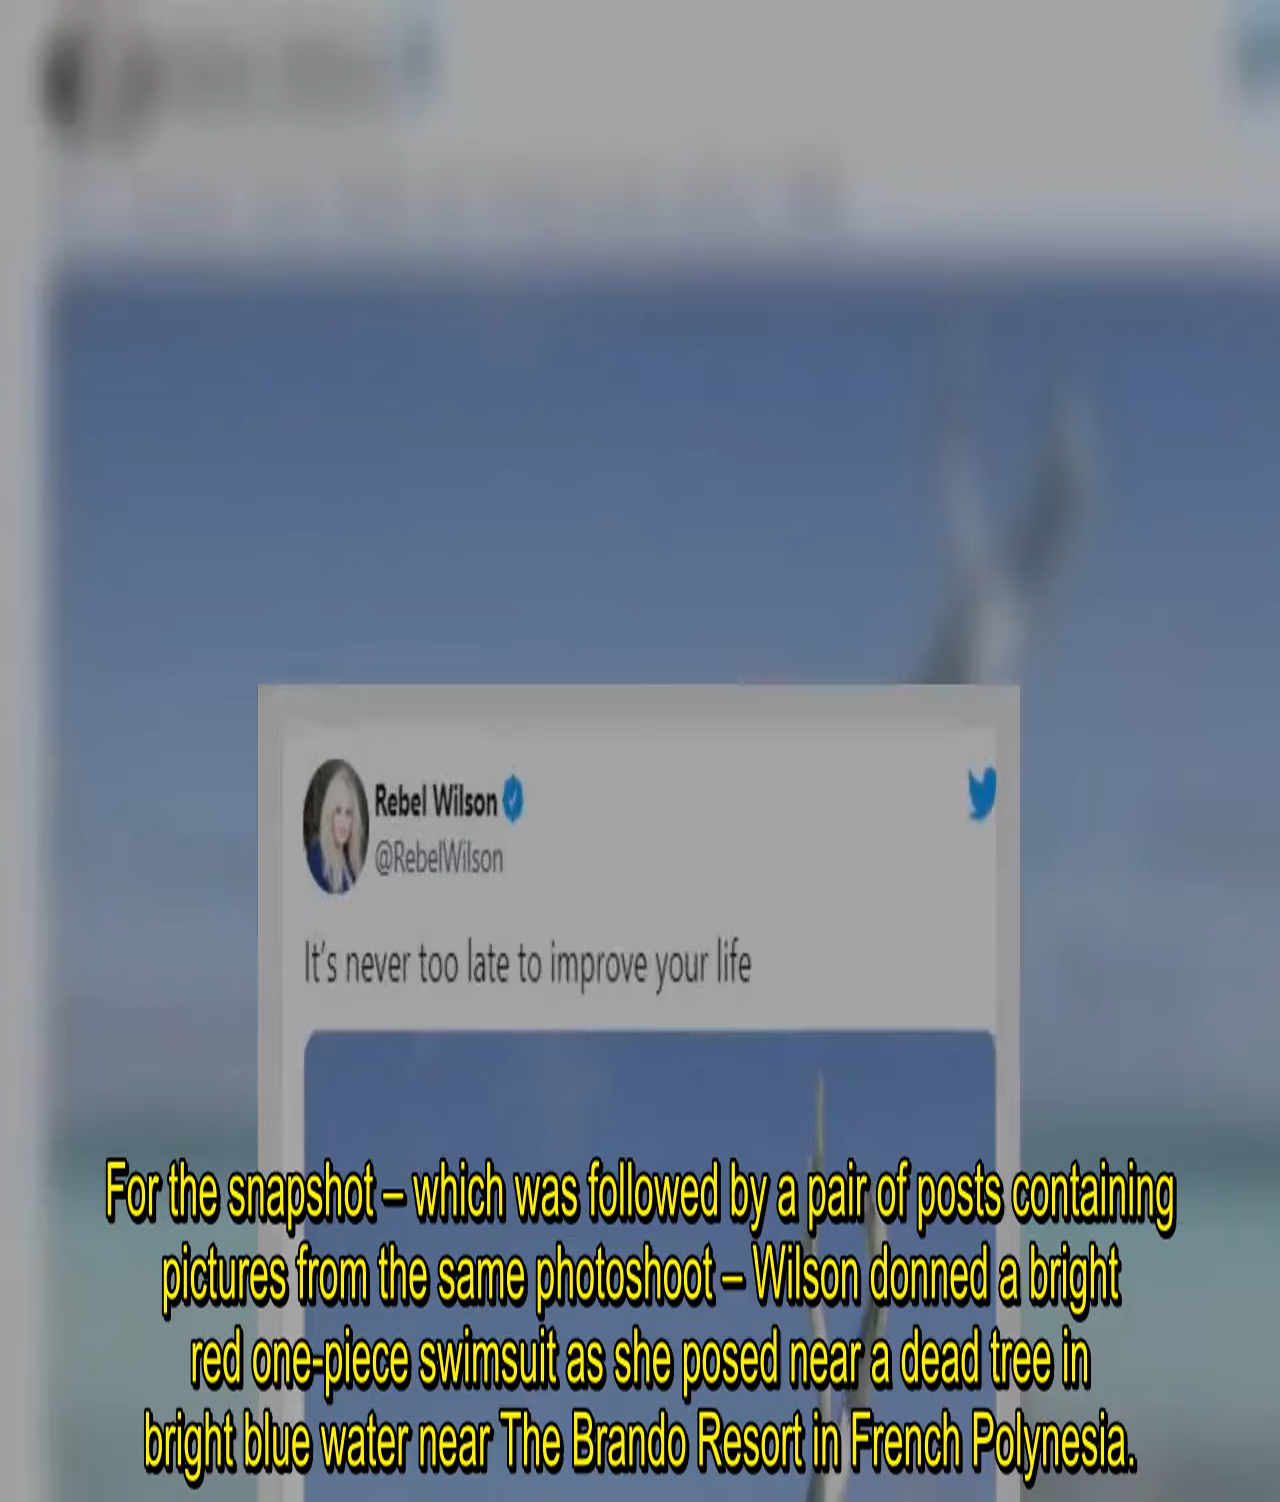 Rebel Wilson
@RebelWilson
It's never too late to improve your life
For the snapshot – which was followed by a pair of posts containing
pictures from the same photoshoot – Wilson donned a bright
red one-piece swimsuit as she posed near a dead tree in
bright blue water near The Brando Resort in French Polynesia.